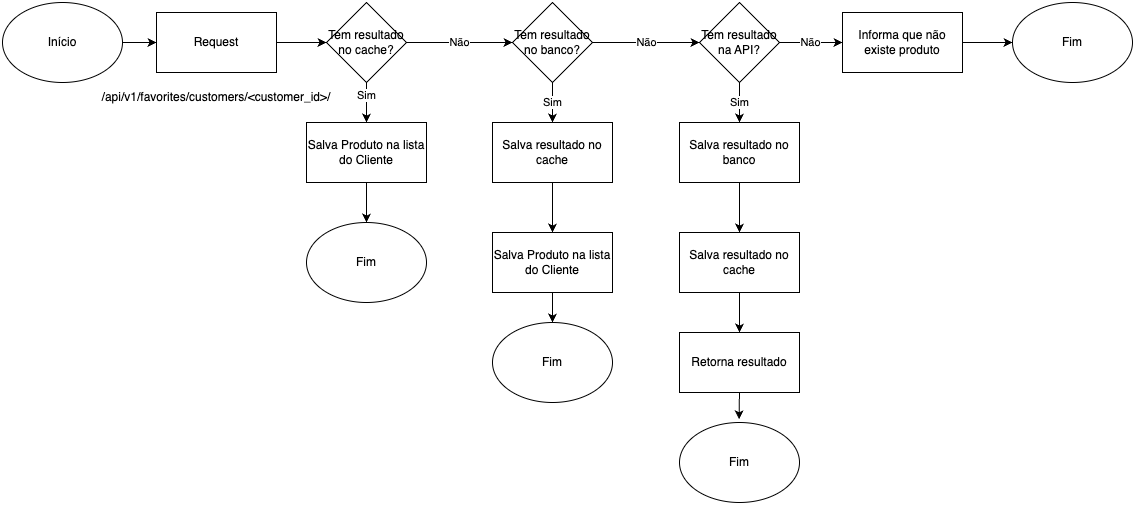 Início
Request
/api/v1/favorites/customers/<customer_id>/
Tem resultado
no cache?
Não
Tem resultado
no banco?
Não
Tem resultado
na API?
Não
Informa que não
existe produto
Fim
Sim
Sim
Sim
Salva Produto na lista
do Cliente
Salva resultado no
cache
Salva resultado no
banco
Fim
Salva Produto na lista
do Cliente
Salva resultado no
cache
Fim
Retorna resultado
Fim